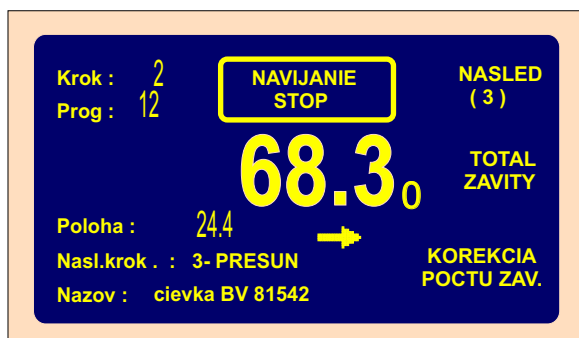 Krok : 2
Prog : 12
NAVIJANIE
STOP
NASLED
( 3 )
68.3 0
TOTAL
ZAVITY
Poloha : 24.4
Nasl.krok . : 3- PRESUN
Nazov : cievka BV 81542
KOREKCIA
POCTU ZAV.